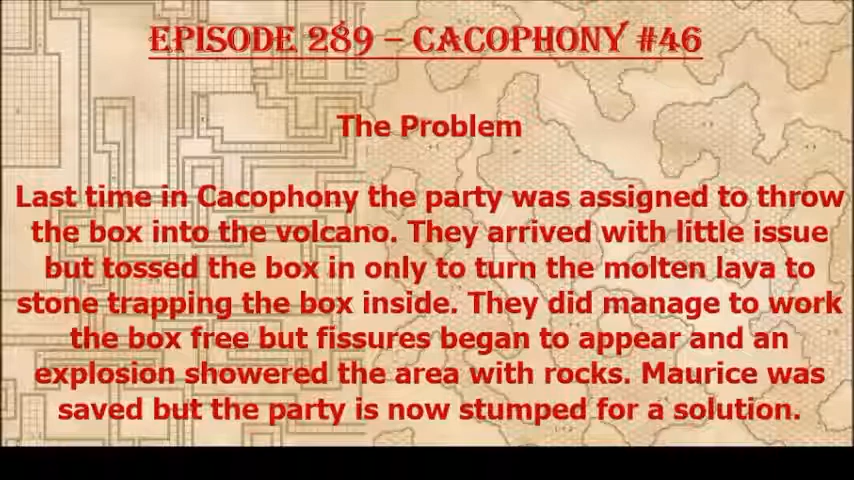 EPISODE 289 – CACOPHONY #46
The Problem
Last time in Cacophony the party was assigned to throw
the box into the volcano. They arrived with little issue
but tossed the box in only to turn the molten lava to
stone trapping the box inside. They did manage to work
the box free but fissures began to appear and an
explosion showered the area with rocks. Maurice was
saved but the party is now stumped for a solution.